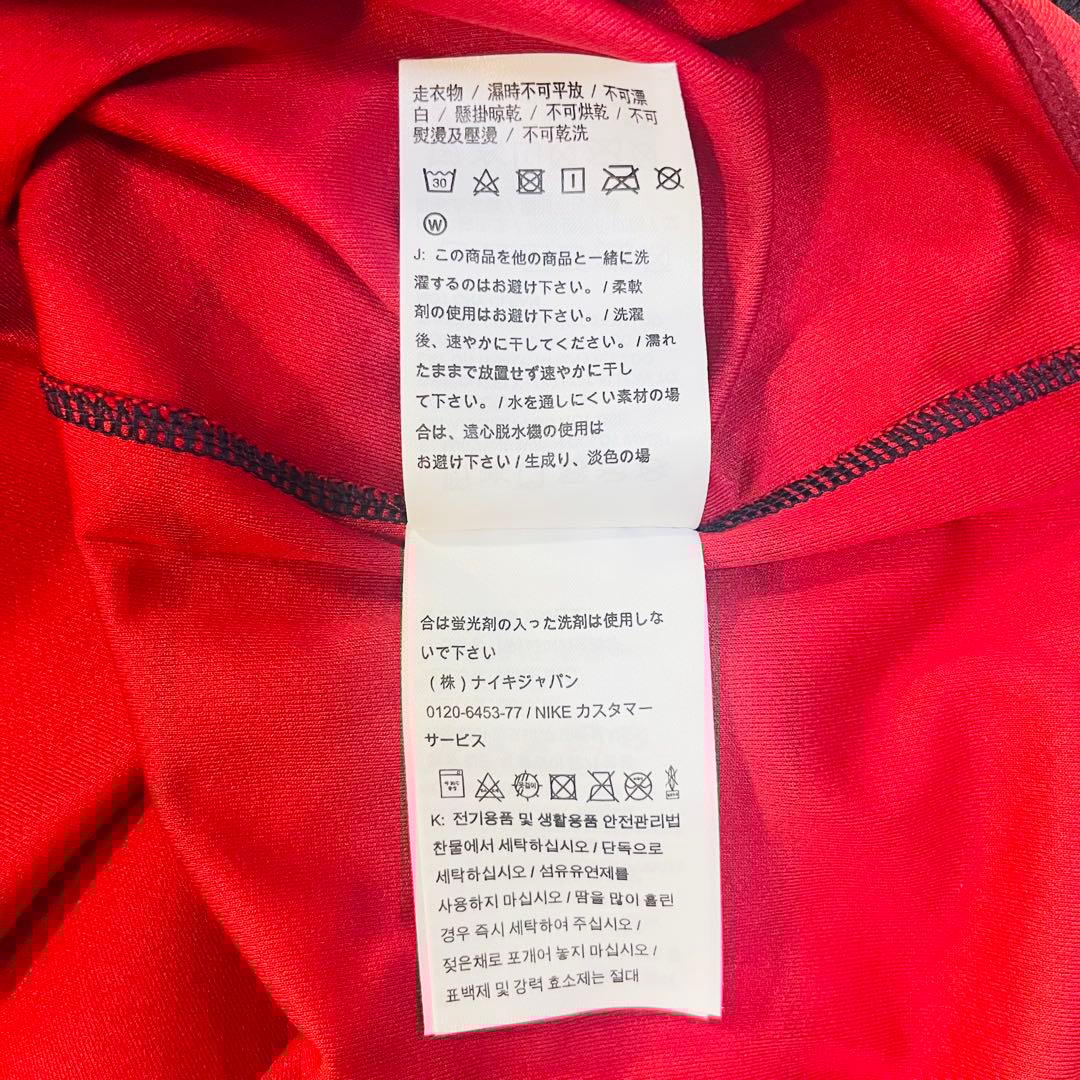 走衣物 / 濕時不可平放 / 不可漂
白 / 懸掛晾乾 / 不可烘乾 / 不可
熨燙及壓燙 / 不可乾洗
30
W
J: この商品を他の商品と一緒に洗
濯するのはお避け下さい。/ 柔軟
剤の使用はお避け下さい。/ 洗濯
後、速やかに干してください。/ 濡れ
たままで放置せず速やかに干し
て下さい。/ 水を通しにくい素材の場
合は、遠心脱水機の使用は
お避け下さい / 生成り、淡色の場
合は蛍光剤の入った洗剤は使用しな
いで下さい
(株) ナイキジャパン
0120-6453-77 / NIKE カスタマー
サービス
K: 전기용품 및 생활용품 안전관리법
찬물에서 세탁하십시오 / 단독으로
세탁하십시오 / 섬유유연제를
사용하지 마십시오 / 땀을 많이 흘린
경우 즉시 세탁하여 주십시오 /
젖은채로 포개어 놓지 마십시오 /
표백제 및 강력 효소제는 절대